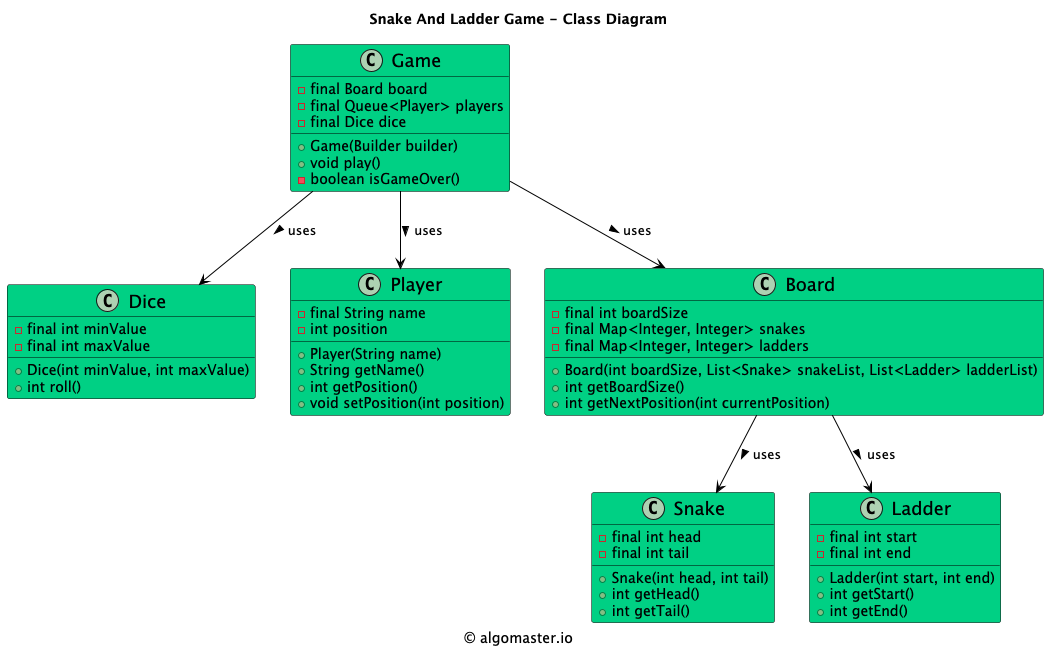 Snake And Ladder Game - Class Diagram
C Game
final Board board
final Queue<Player> players
final Dice dice
Game(Builder builder)
void play()
boolean isGameOver()
uses
uses
uses
C Dice
final int minValue
final int maxValue
Dice(int minValue, int maxValue)
int roll()
C Player
final String name
int position
Player(String name)
String getName()
int getPosition()
void setPosition(int position)
C Board
final int boardSize
final Map<Integer, Integer> snakes
final Map<Integer, Integer> ladders
Board(int boardSize, List<Snake> snakeList, List<Ladder> ladderList)
int getBoardSize()
int getNextPosition(int currentPosition)
uses
uses
C Snake
final int head
final int tail
Snake(int head, int tail)
int getHead()
int getTail()
C Ladder
final int start
final int end
Ladder(int start, int end)
int getStart()
int getEnd()
© algomaster.io